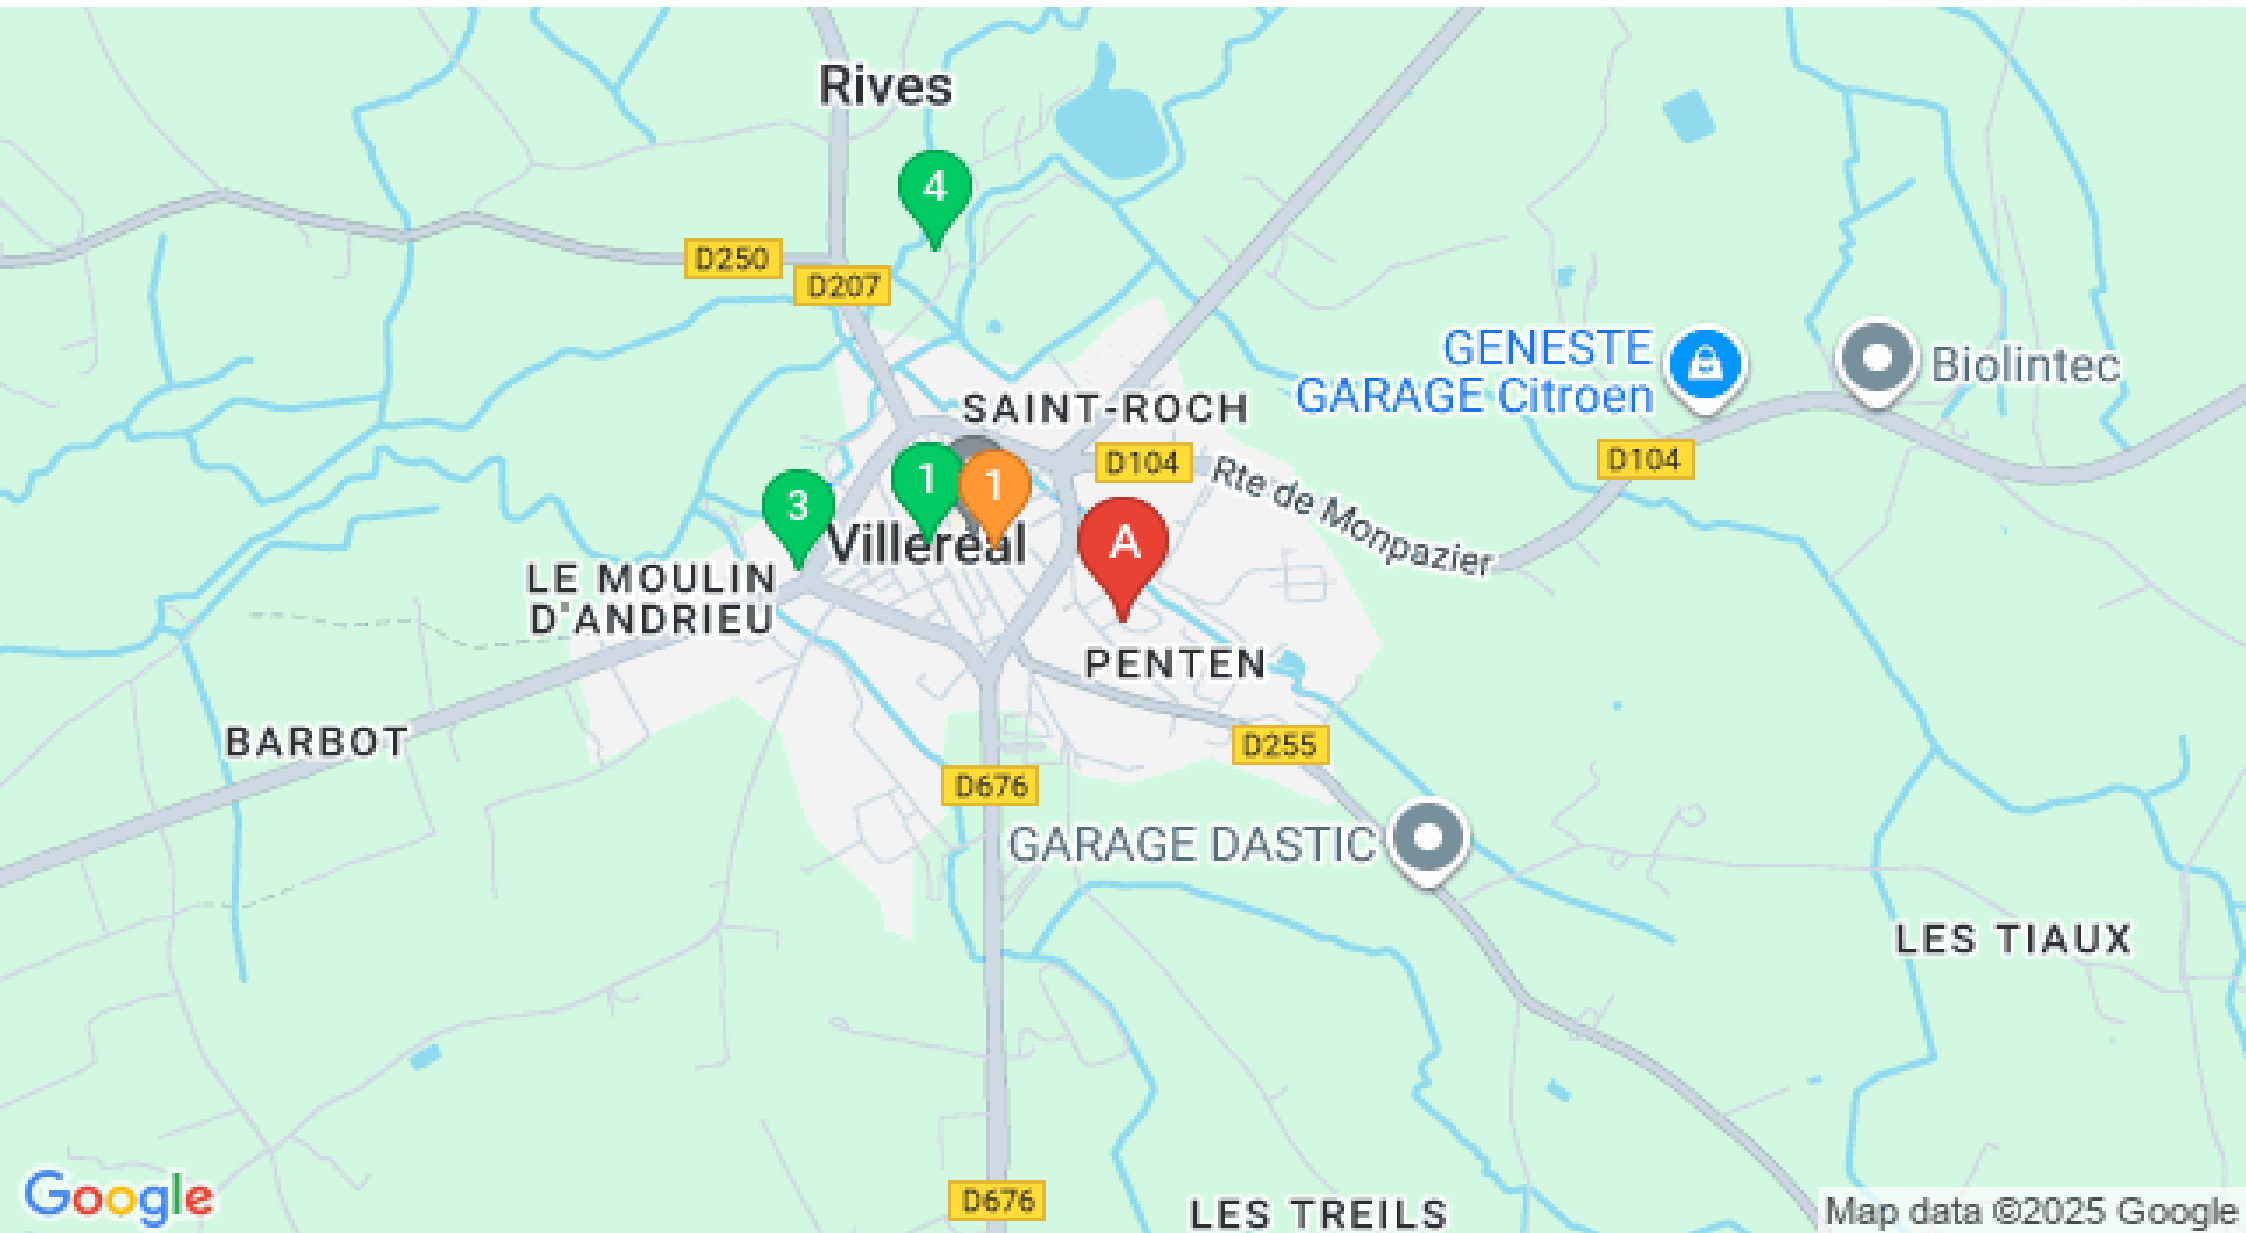 Rives
4
D250
D207
GENESTE
GARAGE Citroen
Biolintec
SAINT-ROCH
D104
D104
Rte de Monpazier
1
1
3
Villeréal
A
LE MOULIN
D'ANDRIEU
PENTEN
BARBOT
D255
D676
GARAGE DASTIC
LES TIAUX
D676
LES TREILS
Google
Map data ©2025 Google